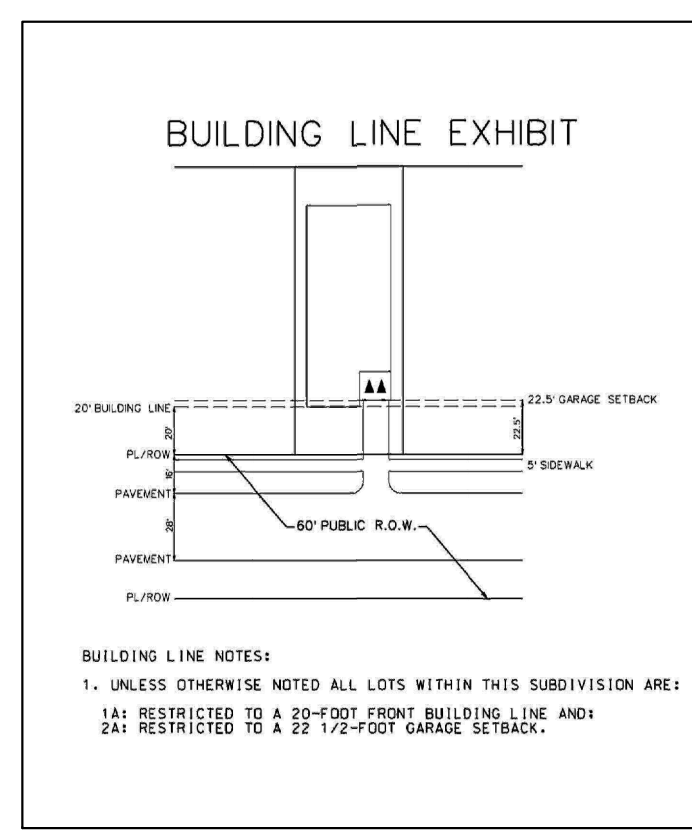 BUILDING LINE EXHIBIT
20' BUILDING LINE
22.5' GARAGE SETBACK
20'
22.5'
PL/ROW
5' SIDEWALK
16'
PAVEMENT
28'
60' PUBLIC R.O.W.
PAVEMENT
PL/ROW
BUILDING LINE NOTES:
1. UNLESS OTHERWISE NOTED ALL LOTS WITHIN THIS SUBDIVISION ARE:
1A: RESTRICTED TO A 20-FOOT FRONT BUILDING LINE AND;
2A: RESTRICTED TO A 22 1/2-FOOT GARAGE SETBACK.